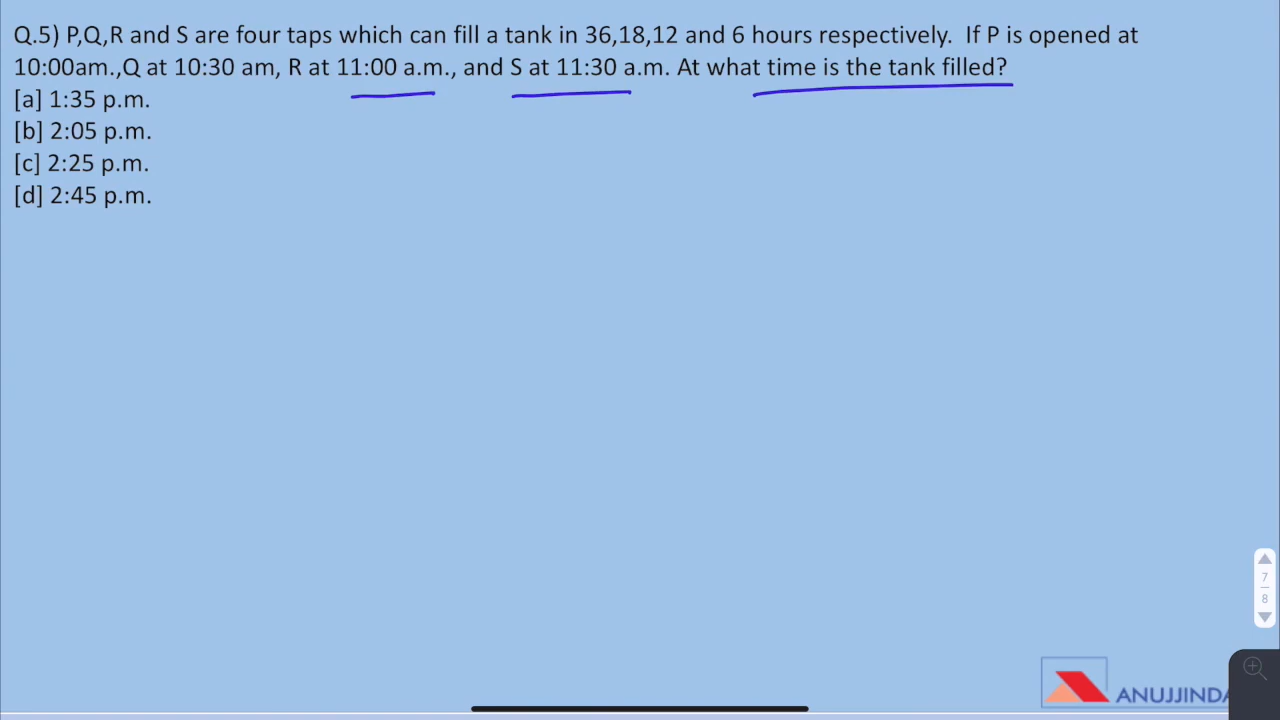 Q.5) P,Q,R and S are four taps which can fill a tank in 36,18,12 and 6 hours respectively. If P is opened at
10:00am.,Q at 10:30 am, R at 11:00 a.m., and S at 11:30 a.m. At what time is the tank filled?
[a] 1:35 p.m.
[b] 2:05 p.m.
[c] 2:25 p.m.
[d] 2:45 p.m.
7
8
ANUJJINDA